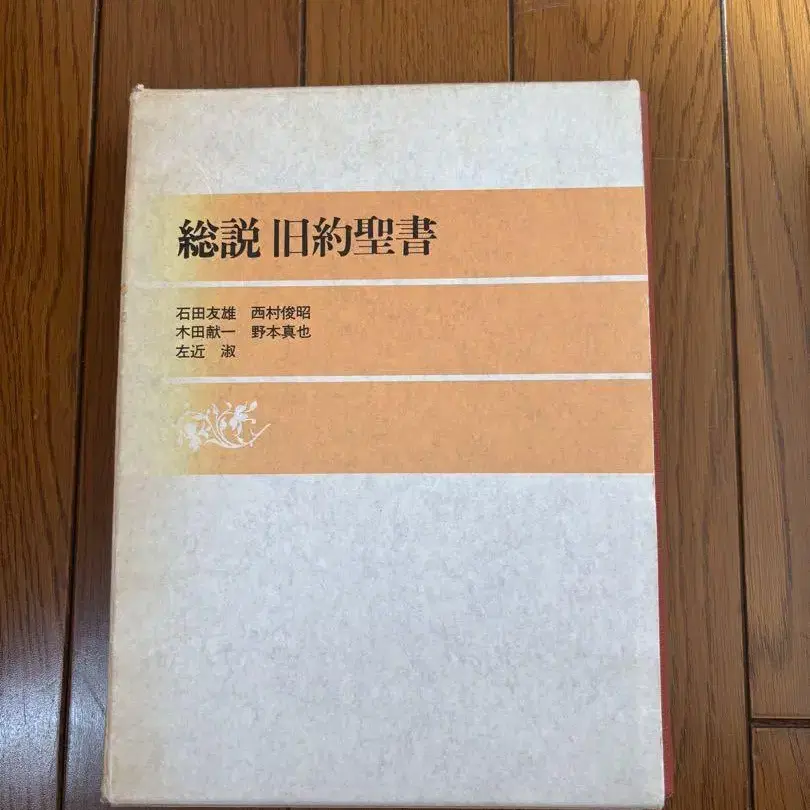 総説 旧約聖書
石田友雄 西村俊昭
木田献一 野本真也
左近 淑